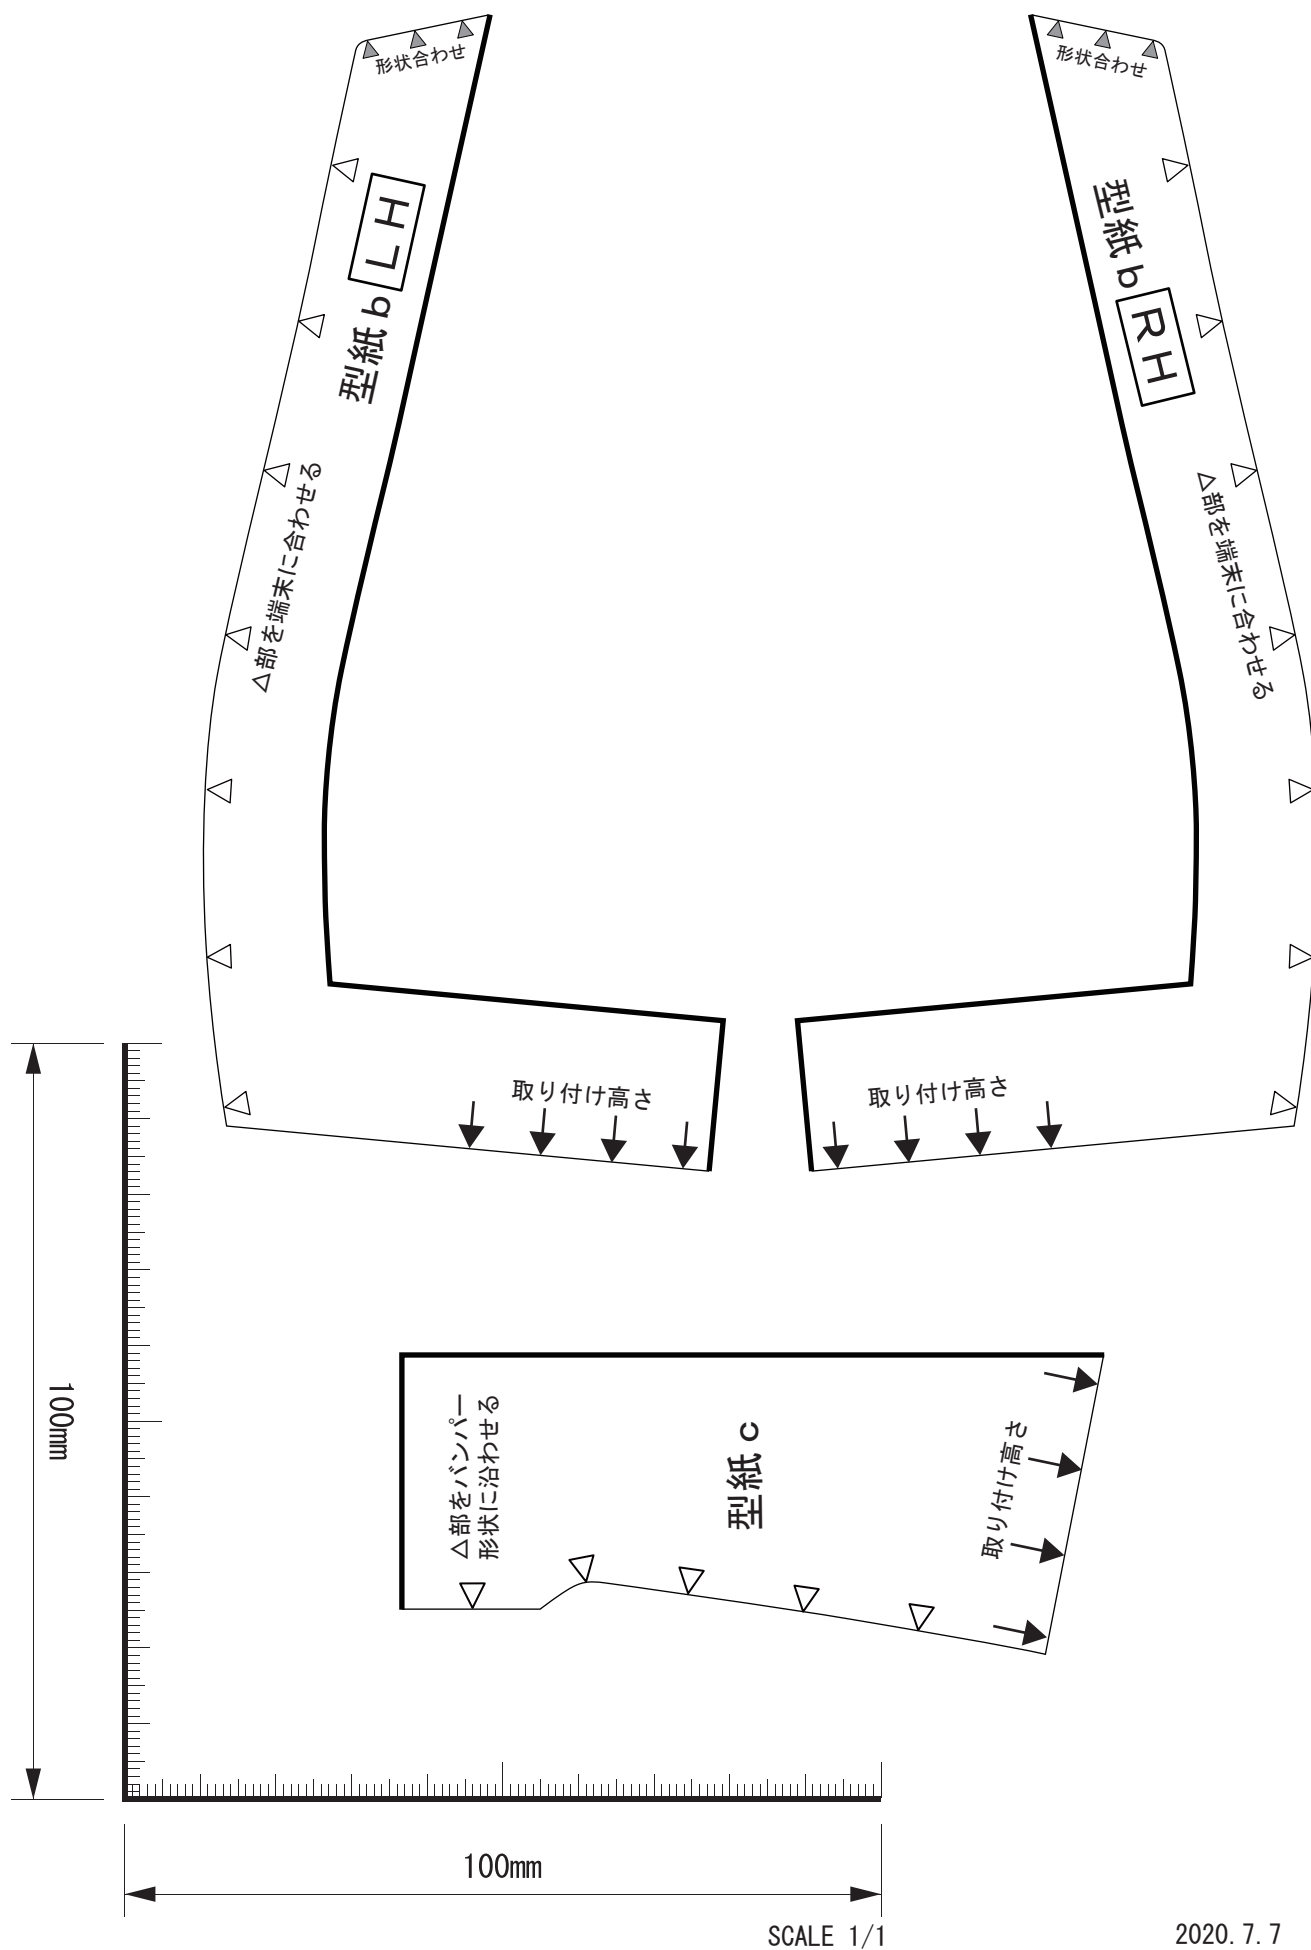 形状合わせ
型紙b LH
△部を端末に合わせる
取り付け高さ
形状合わせ
型紙b RH
△部を端末に合わせる
取り付け高さ
100mm
△部をバンパー
形状に沿わせる
型紙c
取り付け高さ
100mm
SCALE 1/1
2020.7.7